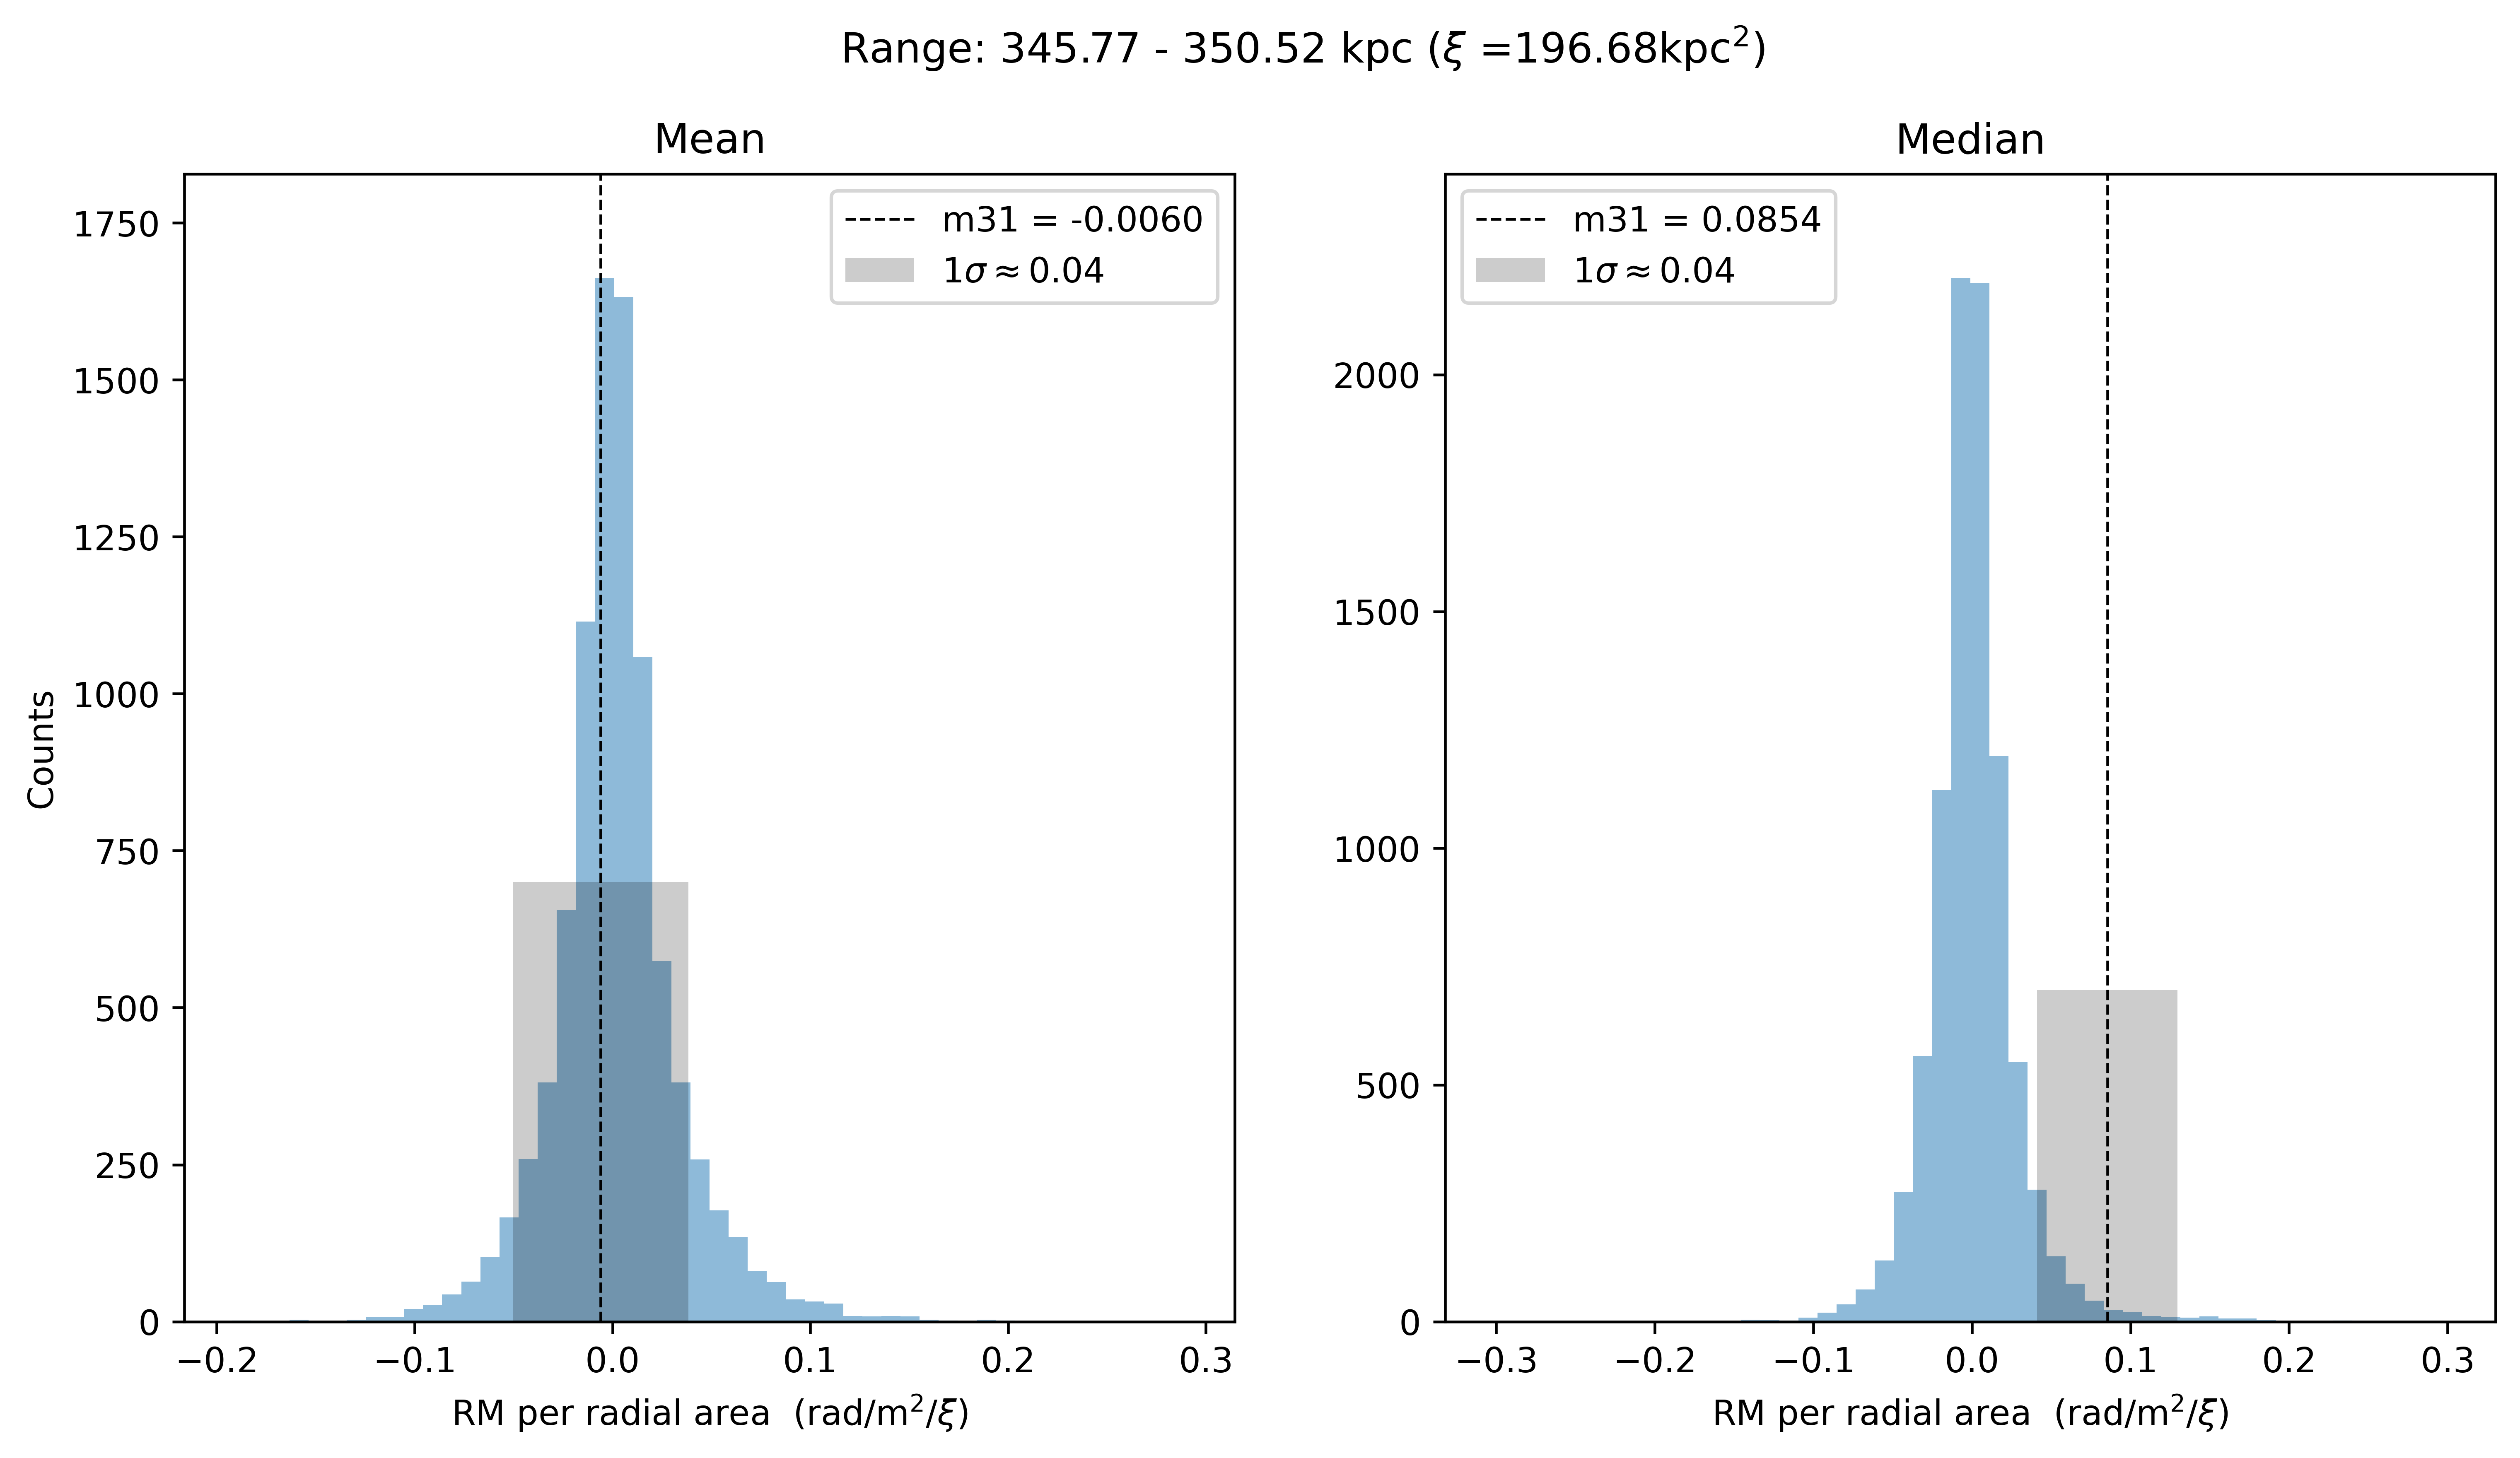 Range: 345.77 - 350.52 kpc (ξ =196.68kpc²)
Mean
m31 = -0.0060
1σ ≈ 0.04
1750
1500
1250
1000
750
500
250
0
Counts
−0.2 −0.1 0.0 0.1 0.2 0.3
RM per radial area (rad/m²/ξ)
Median
m31 = 0.0854
1σ ≈ 0.04
2000
1500
1000
500
0
−0.3 −0.2 −0.1 0.0 0.1 0.2 0.3
RM per radial area (rad/m²/ξ)